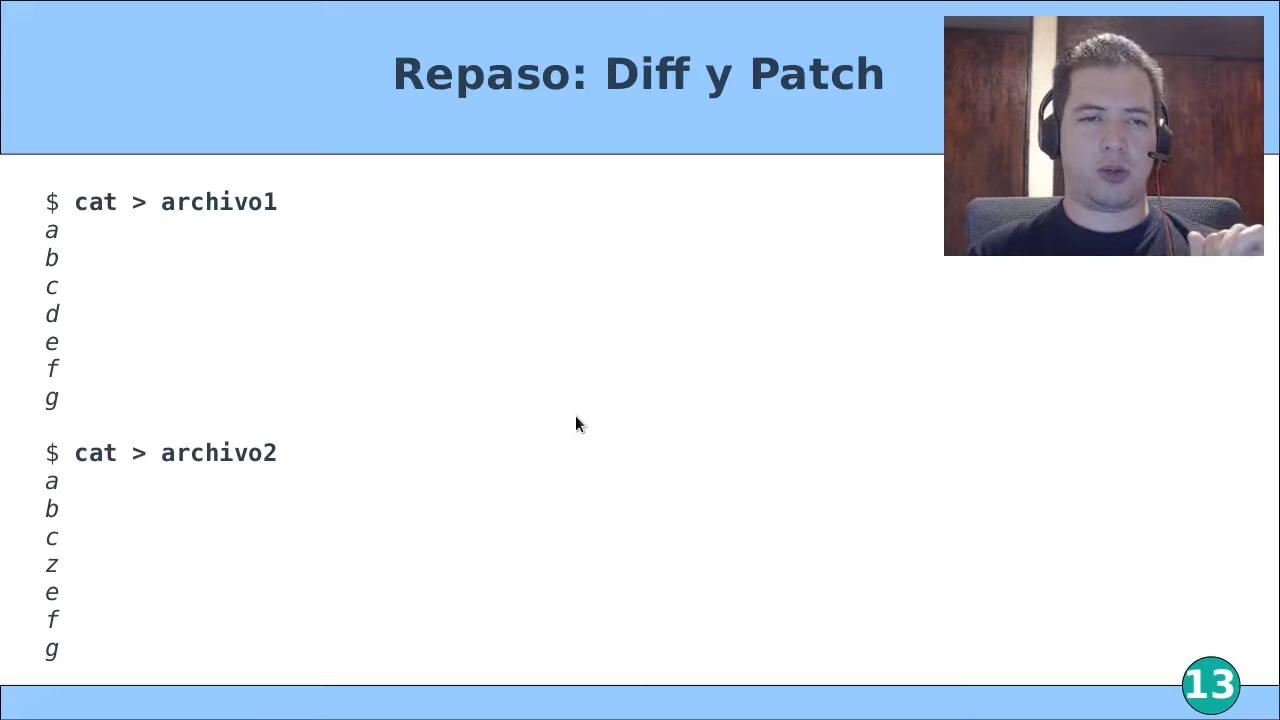 Repaso: Diff y Patch
$ cat > archivo1
a
b
c
d
e
f
g
$ cat > archivo2
a
b
c
z
e
f
g
13